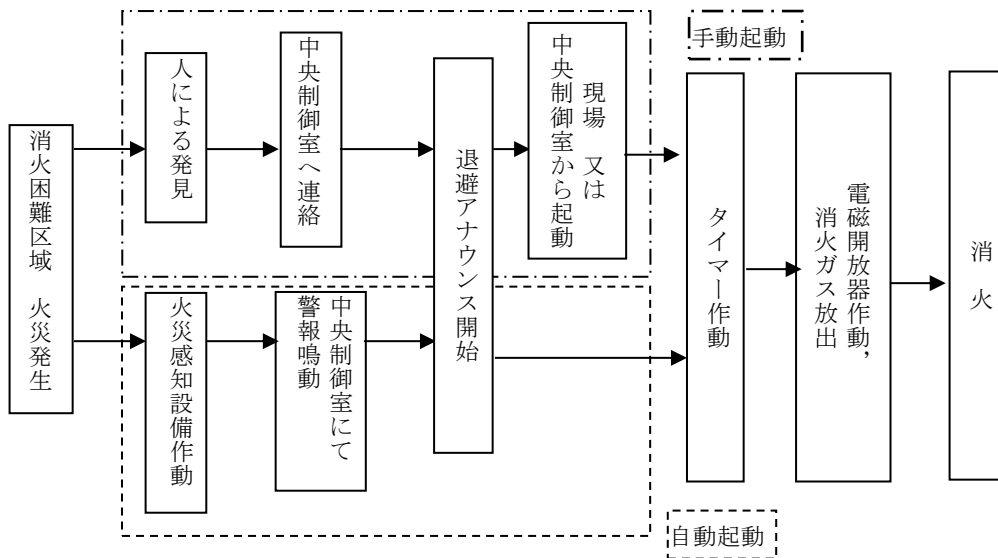 手動起動
消火困難区域　火災発生
人による発見
中央制御室へ連絡
退避アナウンス開始
現場　又は
中央制御室から起動
火災感知設備作動
中央制御室にて
警報鳴動
タイマー作動
電磁開放器作動，
消火ガス放出
消　火
自動起動